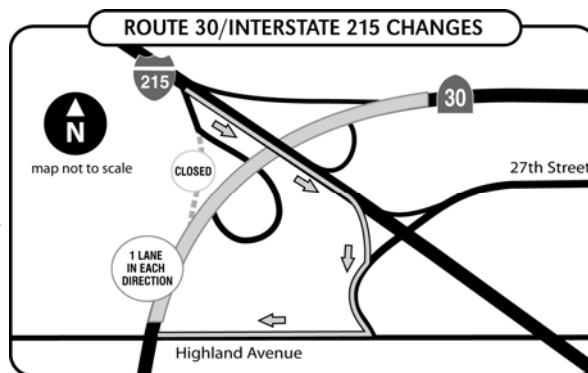 ROUTE 30/INTERSTATE 215 CHANGES
215
30
N
map not to scale
CLOSED
27th Street
1 LANE
IN EACH
DIRECTION
Highland Avenue